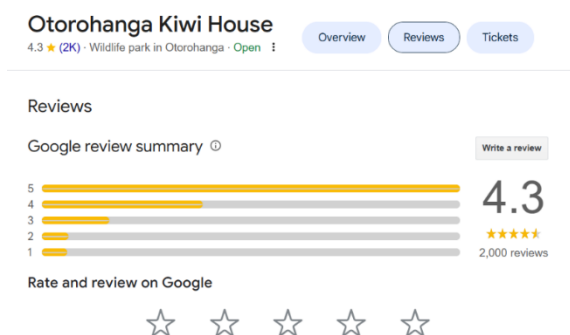 Otorohanga Kiwi House
4.3 ★ (2K) · Wildlife park in Otorohanga · Open
Overview
Reviews
Tickets
Reviews
Google review summary
Write a review
5
4
3
2
1
4.3
2,000 reviews
Rate and review on Google